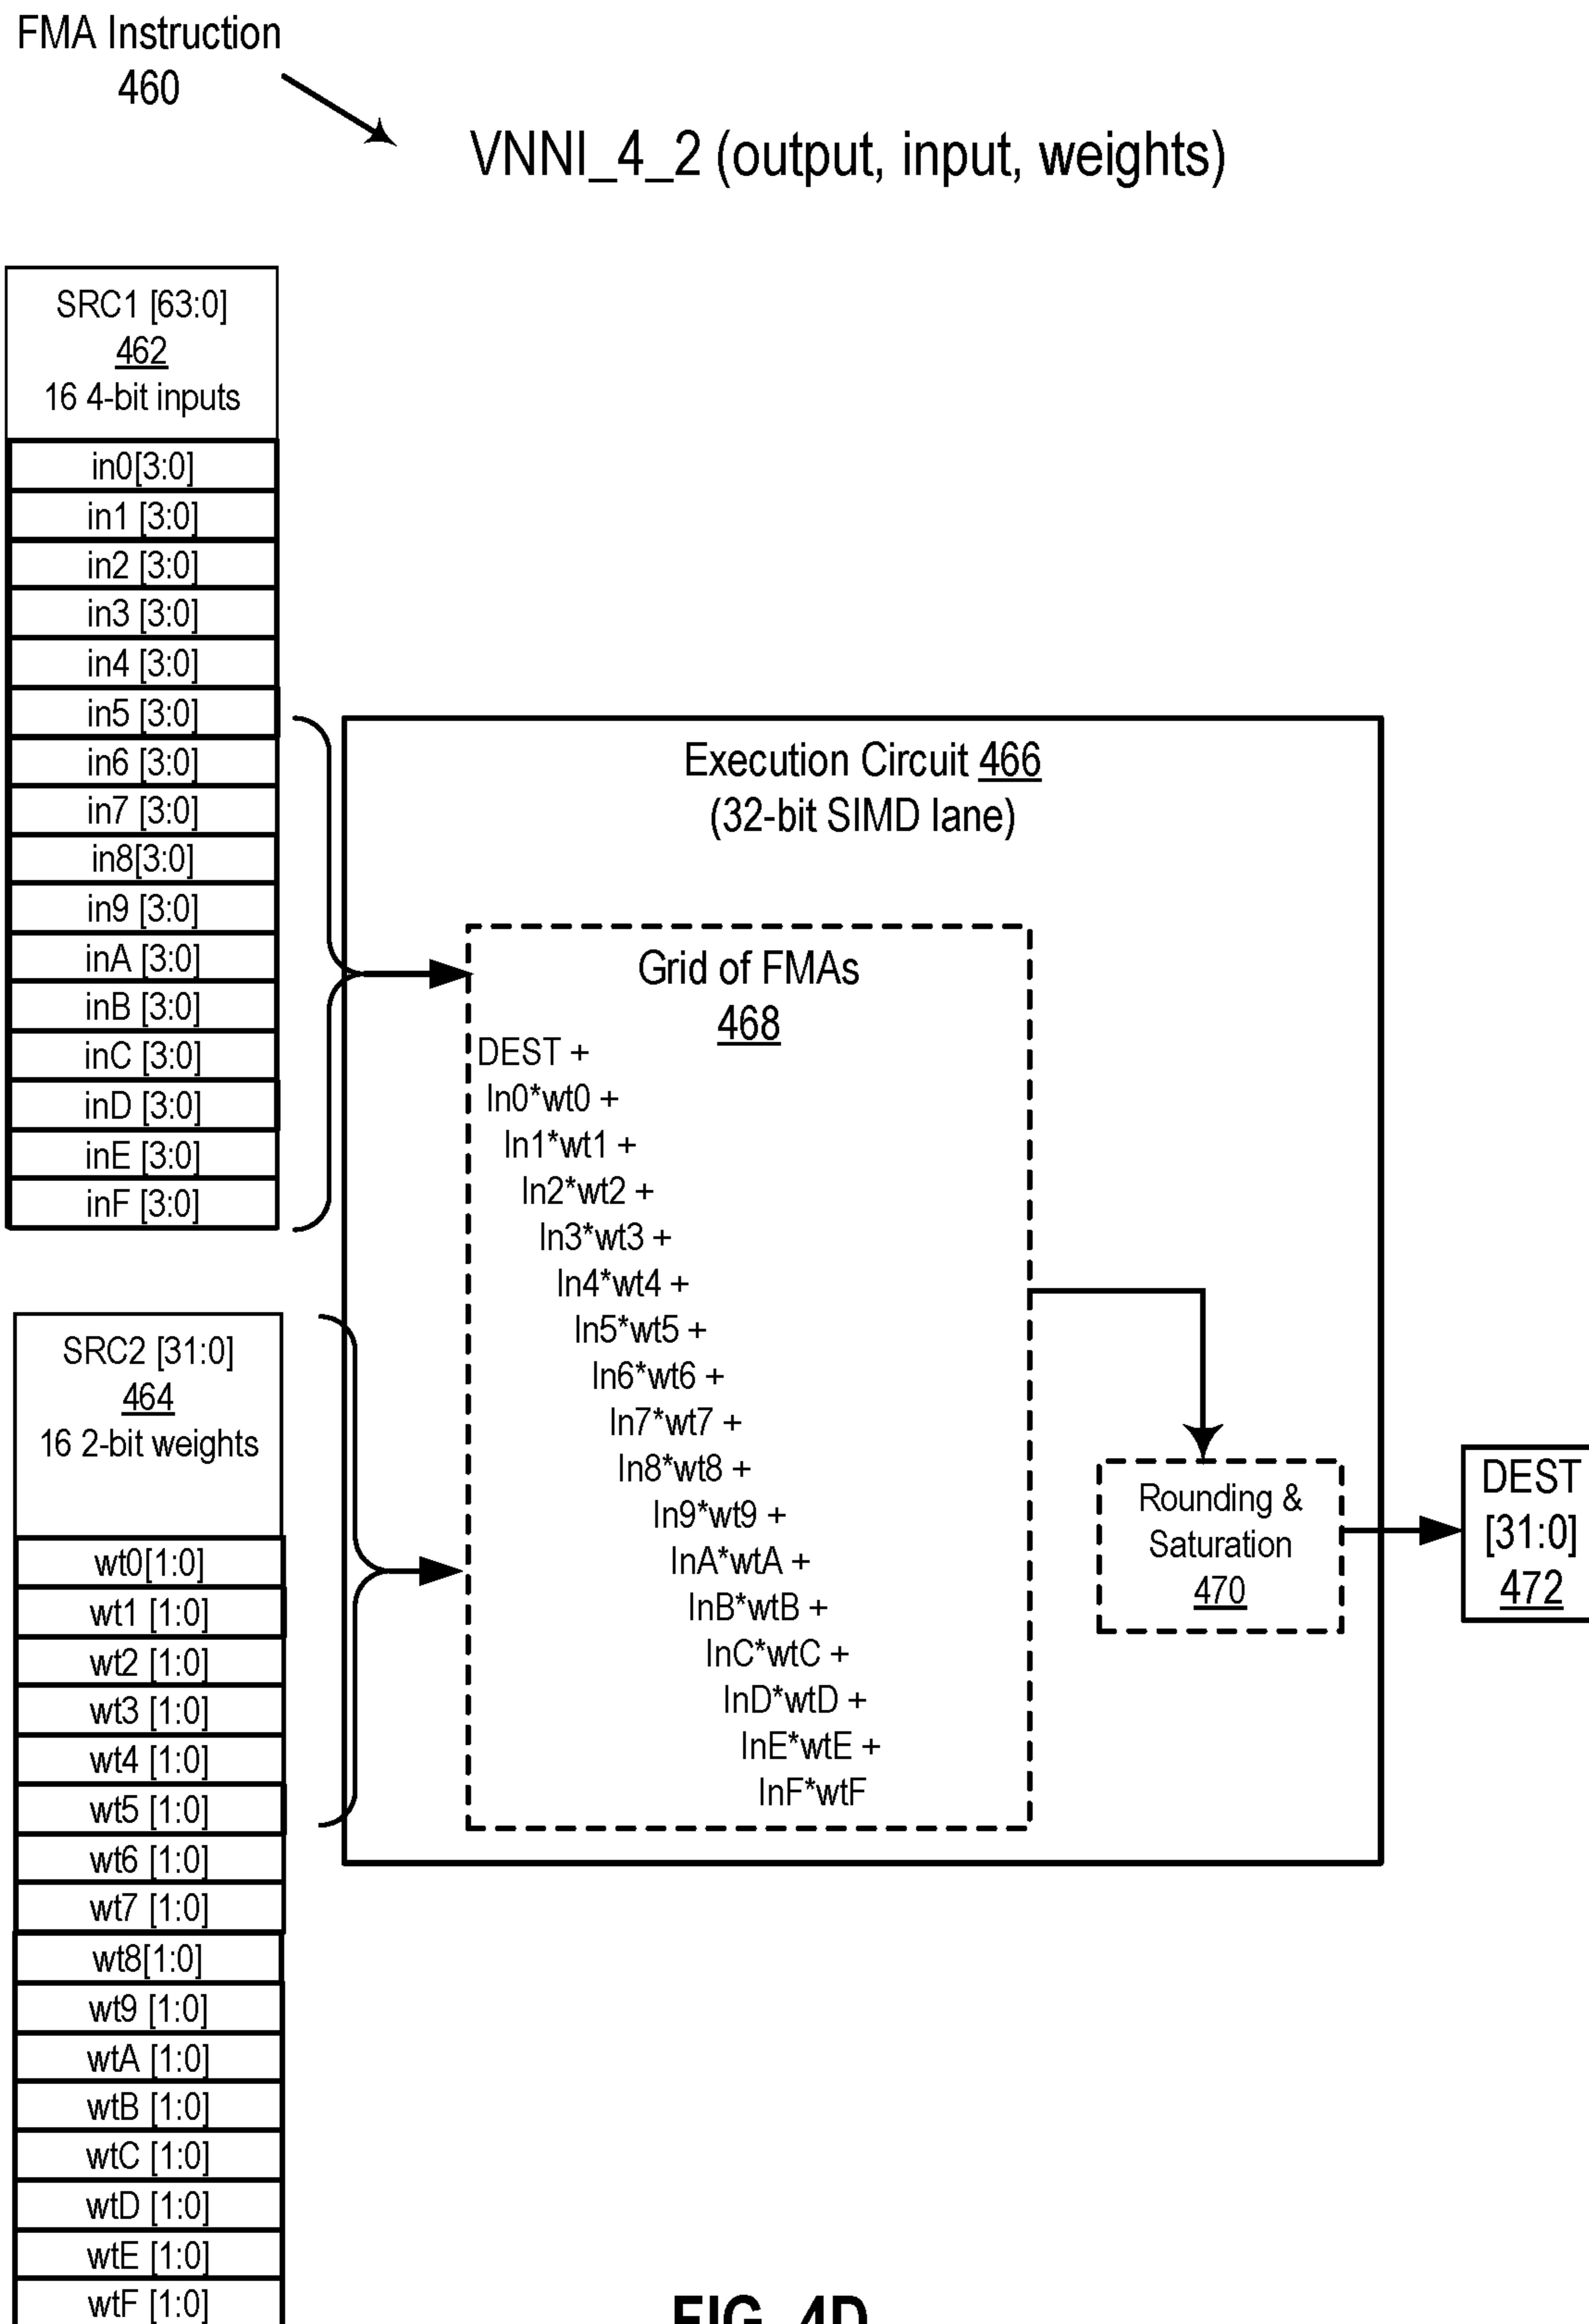 FMA Instruction
460
VNNI_4_2 (output, input, weights)
SRC1 [63:0]
462
16 4-bit inputs
in0[3:0]
in1 [3:0]
in2 [3:0]
in3 [3:0]
in4 [3:0]
in5 [3:0]
in6 [3:0]
in7 [3:0]
in8[3:0]
in9 [3:0]
inA [3:0]
inB [3:0]
inC [3:0]
inD [3:0]
inE [3:0]
inF [3:0]
SRC2 [31:0]
464
16 2-bit weights
wt0[1:0]
wt1 [1:0]
wt2 [1:0]
wt3 [1:0]
wt4 [1:0]
wt5 [1:0]
wt6 [1:0]
wt7 [1:0]
wt8[1:0]
wt9 [1:0]
wtA [1:0]
wtB [1:0]
wtC [1:0]
wtD [1:0]
wtE [1:0]
wtF [1:0]
Execution Circuit 466
(32-bit SIMD lane)
Grid of FMAs
468
DEST +
In0*wt0 +
In1*wt1 +
In2*wt2 +
In3*wt3 +
In4*wt4 +
In5*wt5 +
In6*wt6 +
In7*wt7 +
In8*wt8 +
In9*wt9 +
InA*wtA +
InB*wtB +
InC*wtC +
InD*wtD +
InE*wtE +
InF*wtF
Rounding &
Saturation
470
DEST
[31:0]
472
FIG. 4D